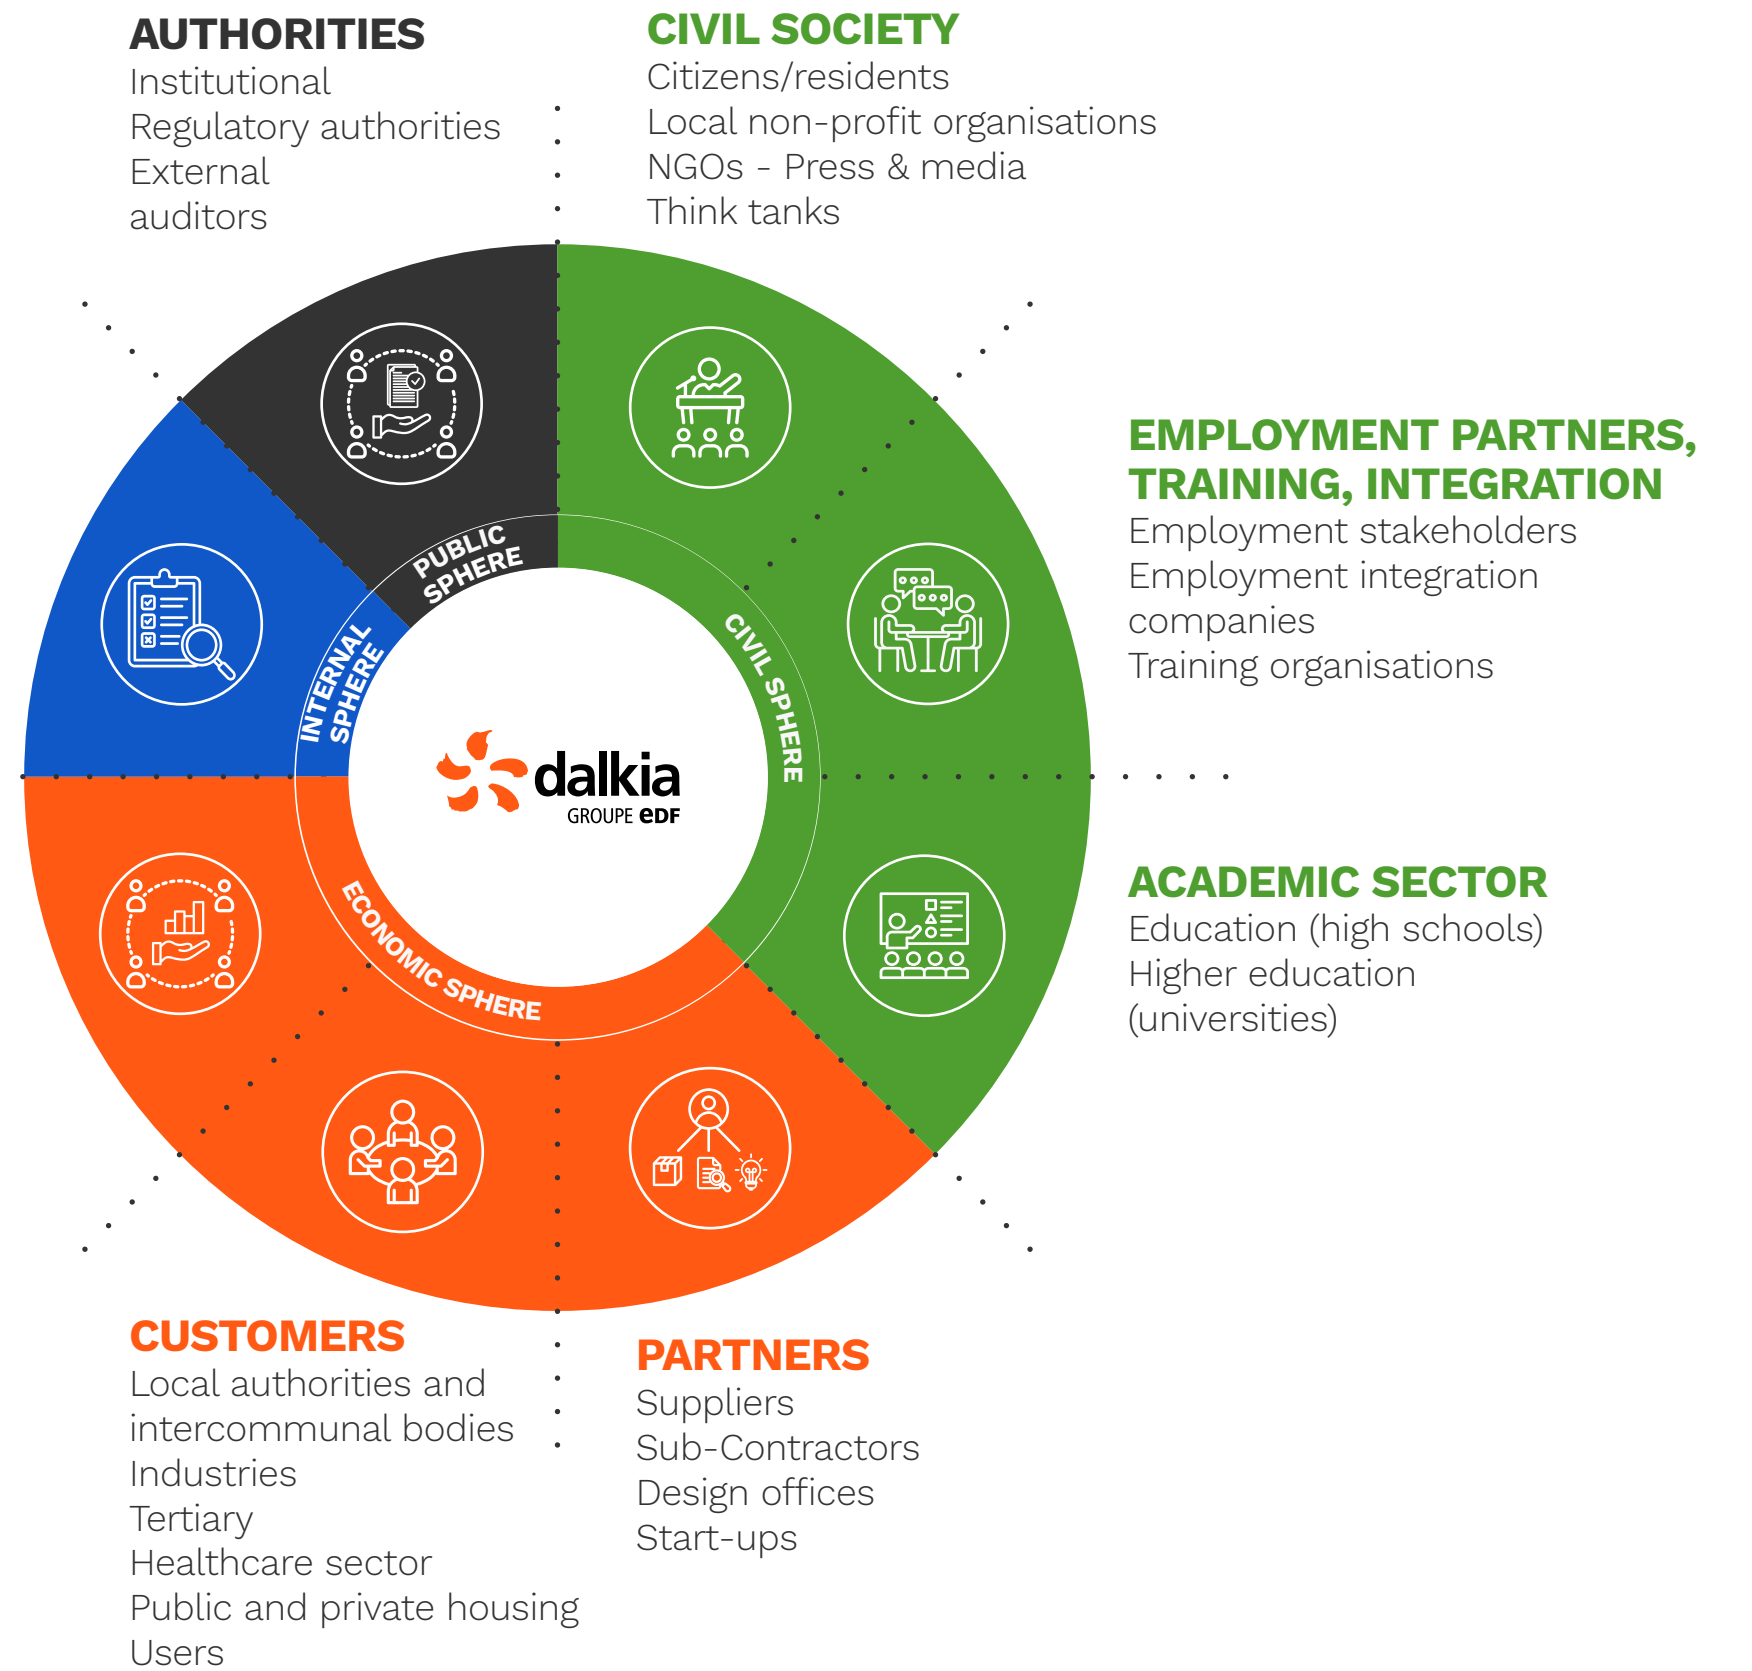 AUTHORITIES
Institutional
Regulatory authorities
External
auditors
CIVIL SOCIETY
Citizens/residents
Local non-profit organisations
NGOs - Press & media
Think tanks
EMPLOYMENT PARTNERS,
TRAINING, INTEGRATION
Employment stakeholders
Employment integration
companies
Training organisations
PUBLIC
SPHERE
INTERNAL
SPHERE
CIVIL SPHERE
dalkia
GROUPE eDF
ECONOMIC SPHERE
ACADEMIC SECTOR
Education (high schools)
Higher education
(universities)
CUSTOMERS
Local authorities and
intercommunal bodies
Industries
Tertiary
Healthcare sector
Public and private housing
Users
PARTNERS
Suppliers
Sub-Contractors
Design offices
Start-ups